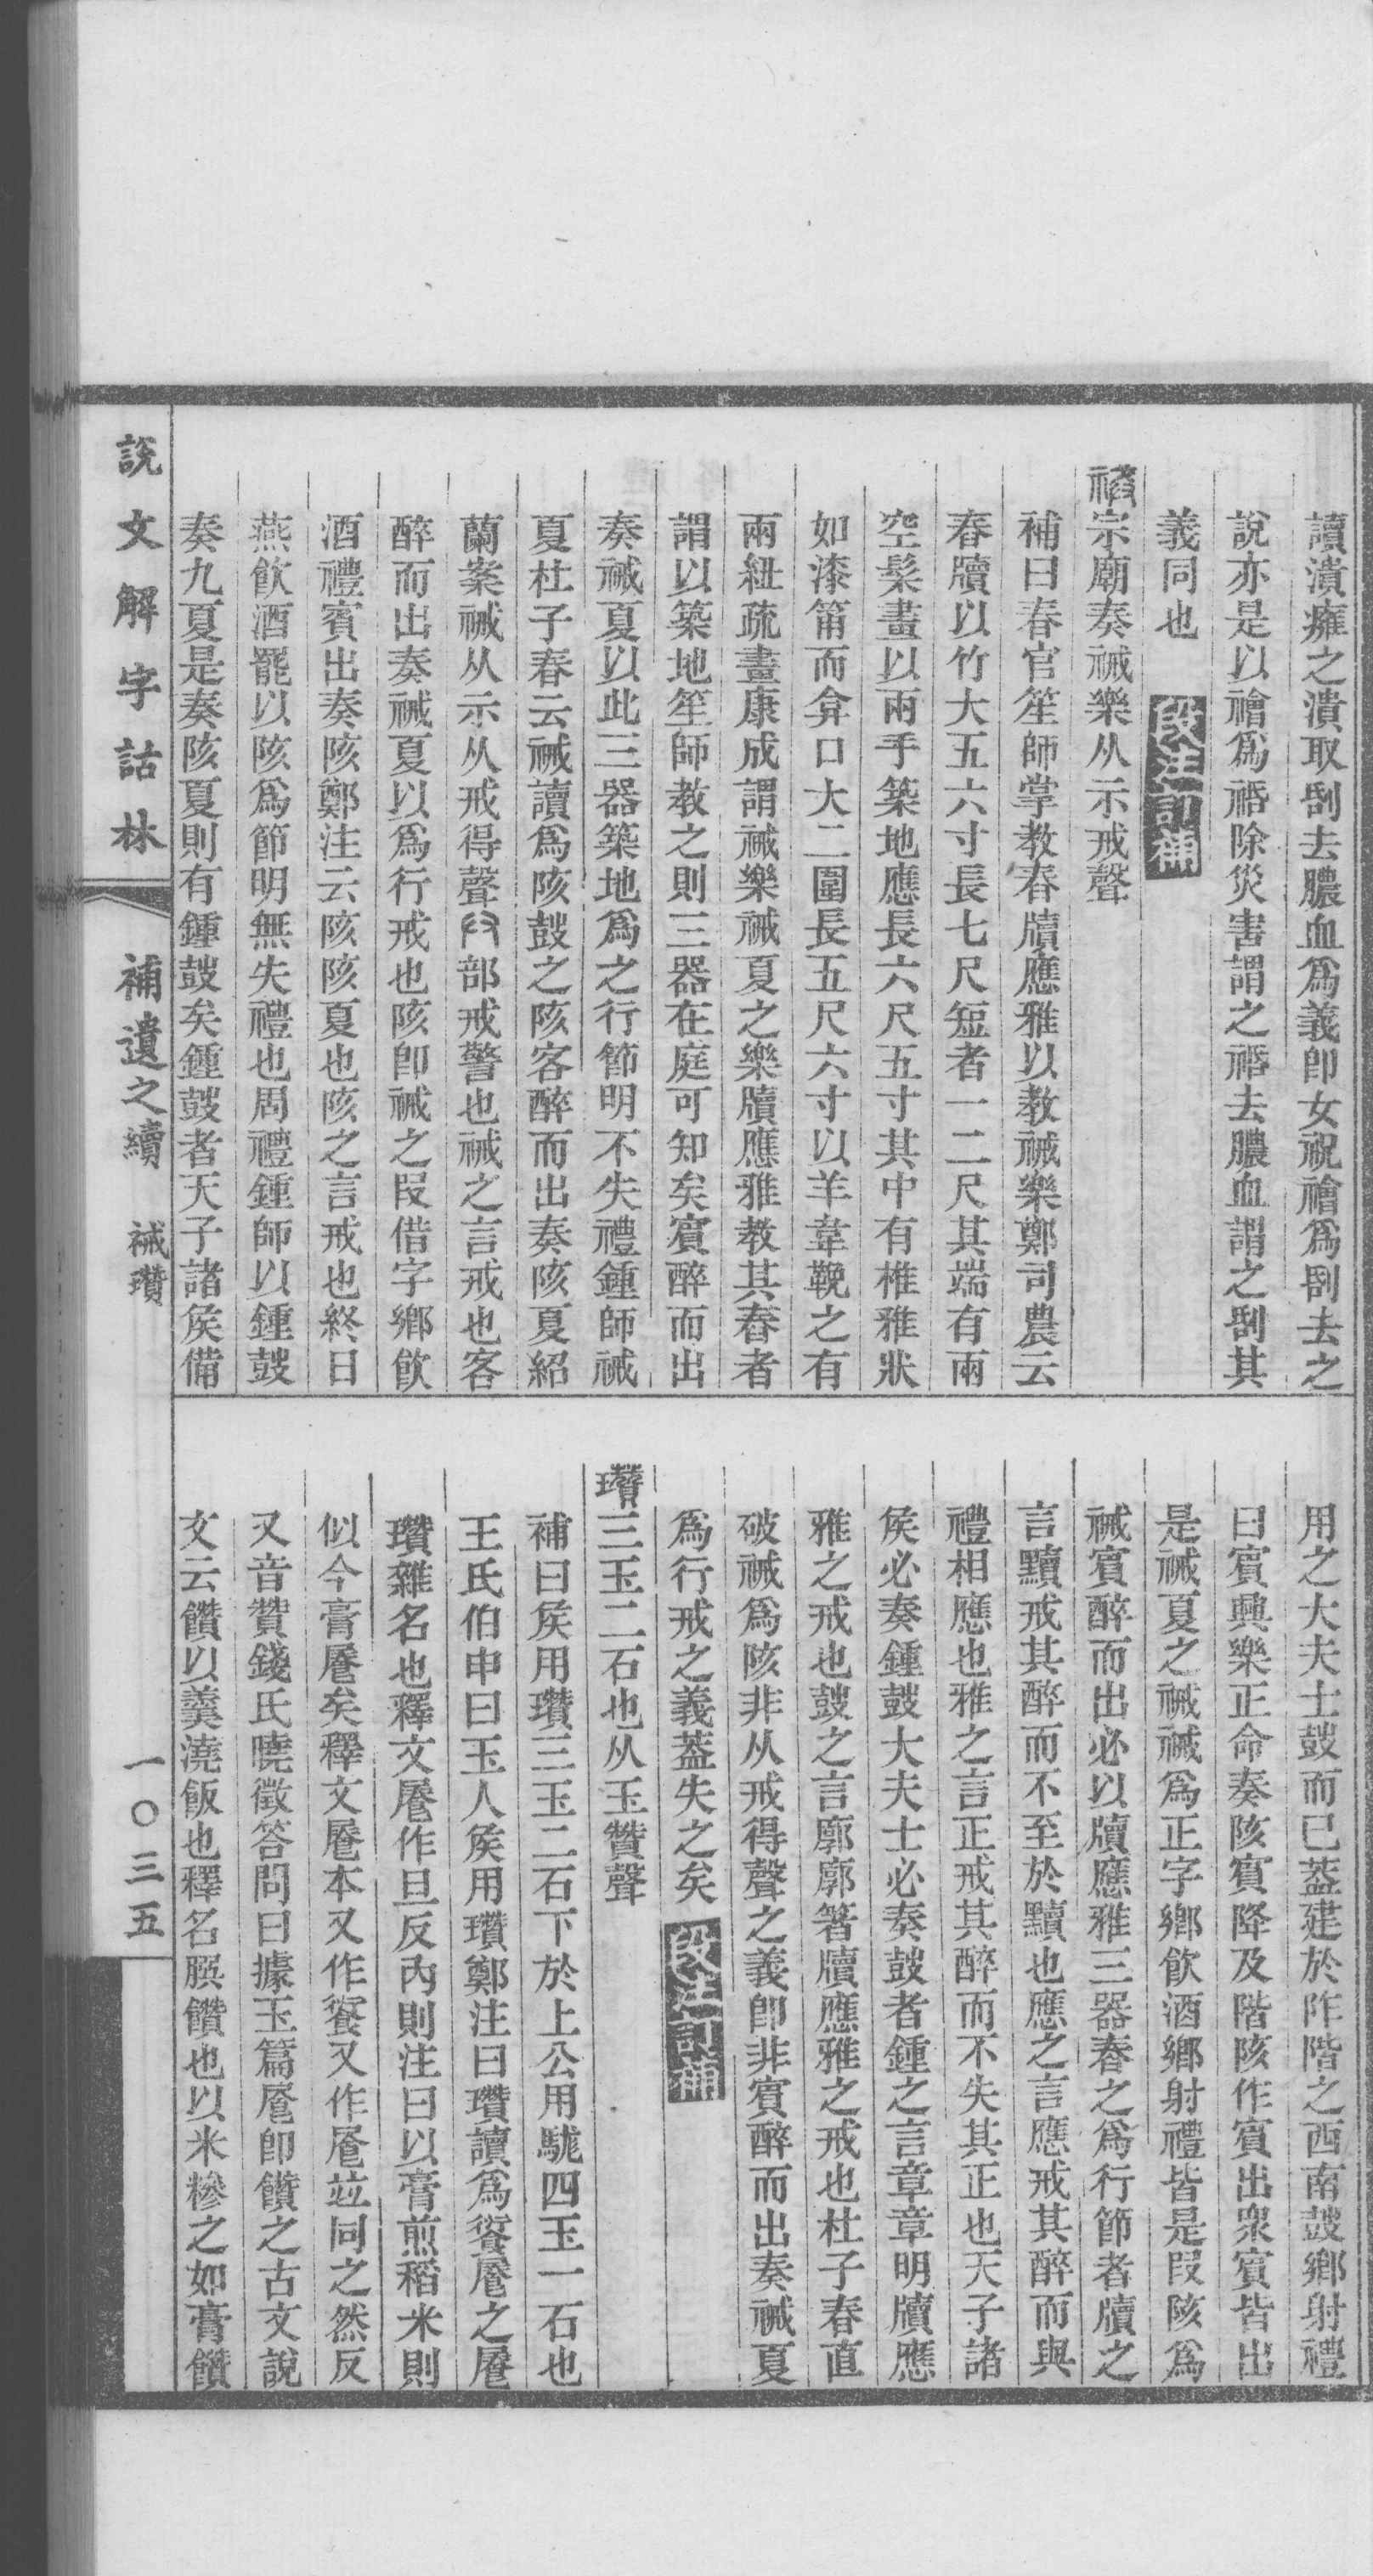 讀潰癰之潰取刮去膿血爲義卽女祝禬爲刮去之
說亦是以禬爲禬除災害謂之禬去膿血謂之刮其
義同也　段注訂補
祴宗廟奏祴樂从示戒聲
補曰春官笙師掌教舂牘應雅以教祴樂鄭司農云
舂牘以竹大五六寸長七尺短者一二尺其端有兩
空髤畫以兩手築地應長六尺五寸其中有椎雅狀
如漆筩而弇口大二圍長五尺六寸以羊韋鞔之有
兩紐疏畫康成謂祴樂祴夏之樂牘應雅教其舂者
謂以築地笙師教之則三器在庭可知矣賓醉而出
奏祴夏以此三器築地爲之行節明不失禮鍾師祴
夏杜子春云祴讀爲陔鼓之陔客醉而出奏陔夏紹
蘭案祴从示从戒得聲𠬞部戒警也祴之言戒也客
醉而出奏祴夏以爲行戒也陔卽祴之叚借字鄉飮
酒禮賓出奏陔鄭注云陔陔夏也陔之言戒也終日
燕飮酒罷以陔爲節明無失禮也周禮鍾師以鍾鼓
奏九夏是奏陔夏則有鍾鼓矣鍾鼓者天子諸矦備
用之大夫士鼓而已葢建於阼階之西南鼓鄉射禮
曰賓興樂正命奏陔賓降及階陔作賓出衆賓皆出
是祴夏之祴祴爲正字鄉飮酒鄉射禮皆是叚陔爲
祴賓醉而出必以牘應雅三器舂之爲行節者牘之
言黷戒其醉而不至於黷也應之言應戒其醉而與
禮相應也雅之言正戒其醉而不失其正也天子諸
矦必奏鍾鼓大夫士必奏鼓者鍾之言章章明牘應
雅之戒也鼓之言廓廓箸牘應雅之戒也杜子春直
破祴爲陔非从戒得聲之義卽非賓醉而出奏祴夏
爲行戒之義葢失之矣　段注訂補
瓚三玉二石也从玉贊聲
補曰矦用瓚三玉二石下於上公用駹四玉一石也
王氏伯申曰玉人矦用瓚鄭注曰瓚讀爲餐𩞁之𩞁
瓚雜名也釋文𩞁作旦反內則注曰以膏煎稻米則
似今膏𩞁矣釋文𩞁本又作餐又作𩞁竝同之然反
又音贊錢氏曉徵答問曰據玉篇𩞁卽饡之古文說
文云饡以羹澆飯也釋名膹饡也以米糝之如膏饡
說文解字詁林　補遺之續　祴瓚　一〇三五